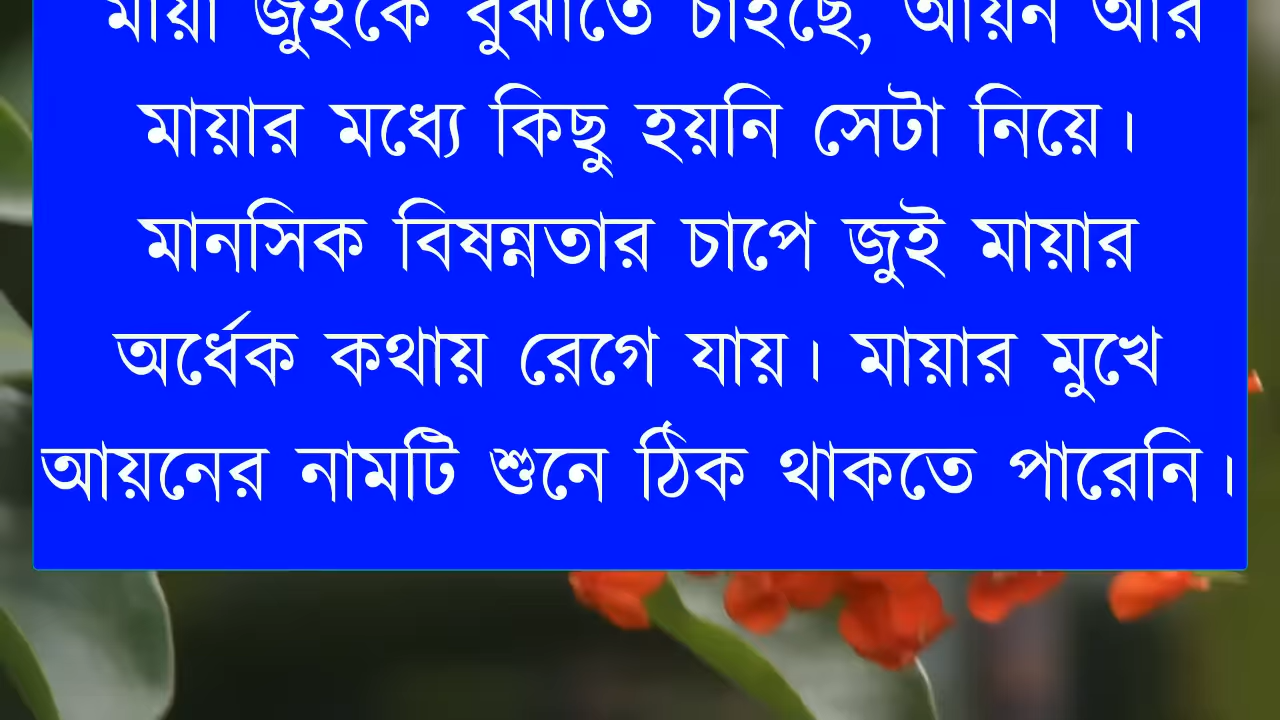 মায়া জুইকে বুঝাতে চাইছে, আয়ন আর
মায়ার মধ্যে কিছু হয়নি সেটা নিয়ে।
মানসিক বিষন্নতার চাপে জুই মায়ার
অর্ধেক কথায় রেগে যায়। মায়ার মুখে
আয়নের নামটি শুনে ঠিক থাকতে পারেনি।